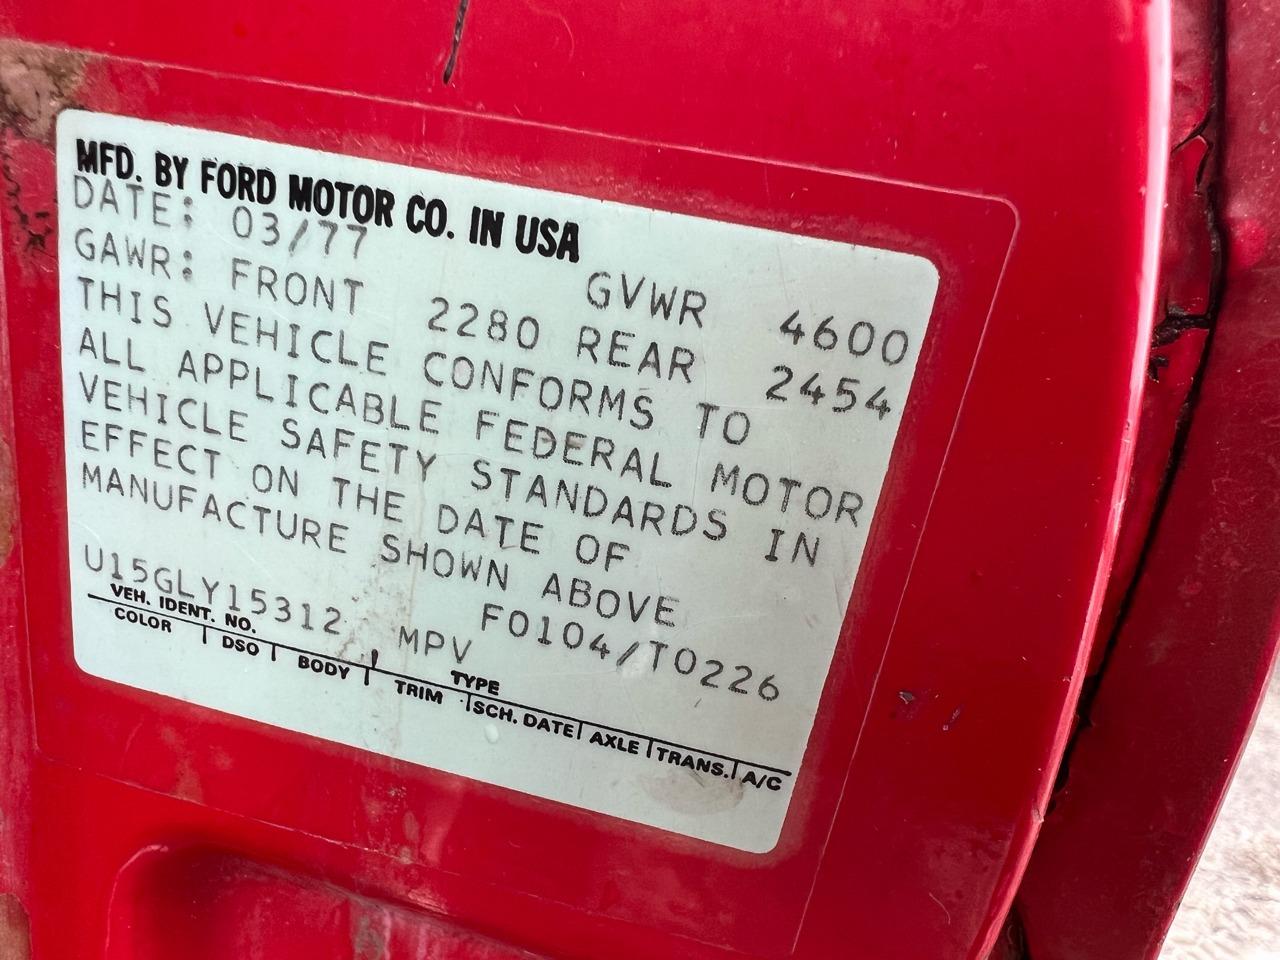 MFD. BY FORD MOTOR CO. IN USA
DATE: 03/77 GVWR 4600
GAWR: FRONT 2280 REAR 2454
THIS VEHICLE CONFORMS TO
ALL APPLICABLE FEDERAL MOTOR
VEHICLE SAFETY STANDARDS IN
EFFECT ON THE DATE OF
MANUFACTURE SHOWN ABOVE
F0104/T0226
U15GLY15312 MPV
VEH. IDENT. NO. TYPE
COLOR DSO BODY TRIM SCH. DATE AXLE TRANS. A/C